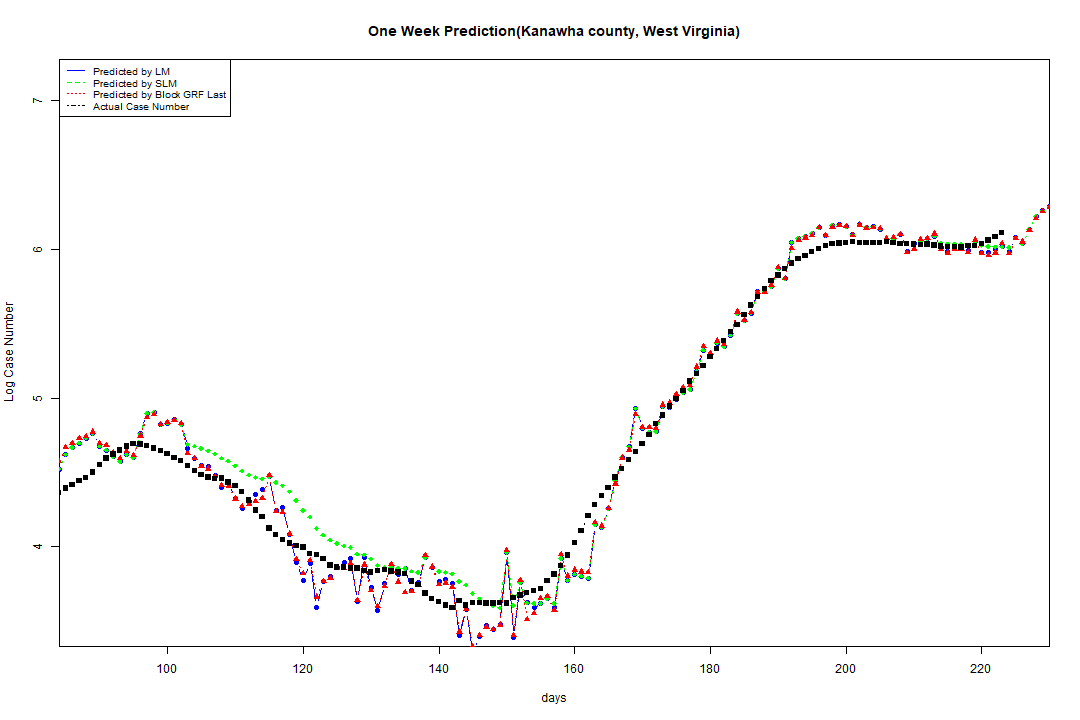 One Week Prediction(Kanawha county, West Virginia)
Predicted by LM
Predicted by SLM
Predicted by Block GRF Last
Actual Case Number
7
6
5
4
Log Case Number
100 120 140 160 180 200 220
days